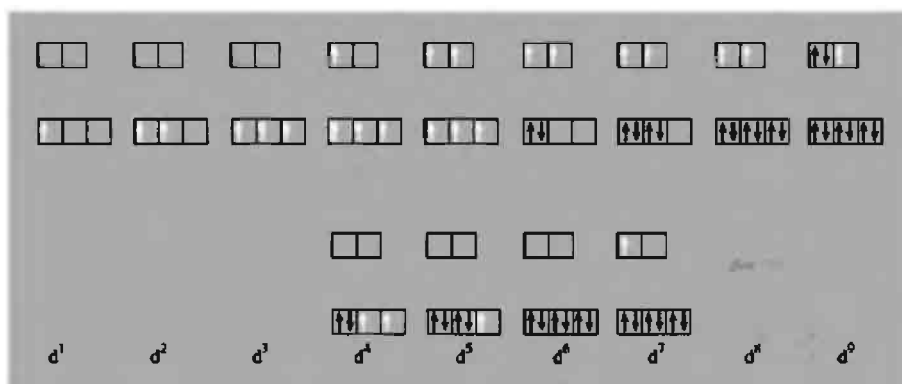 d¹ d² d³ d⁴ d⁵ d⁶ d⁷ d⁸ d⁹